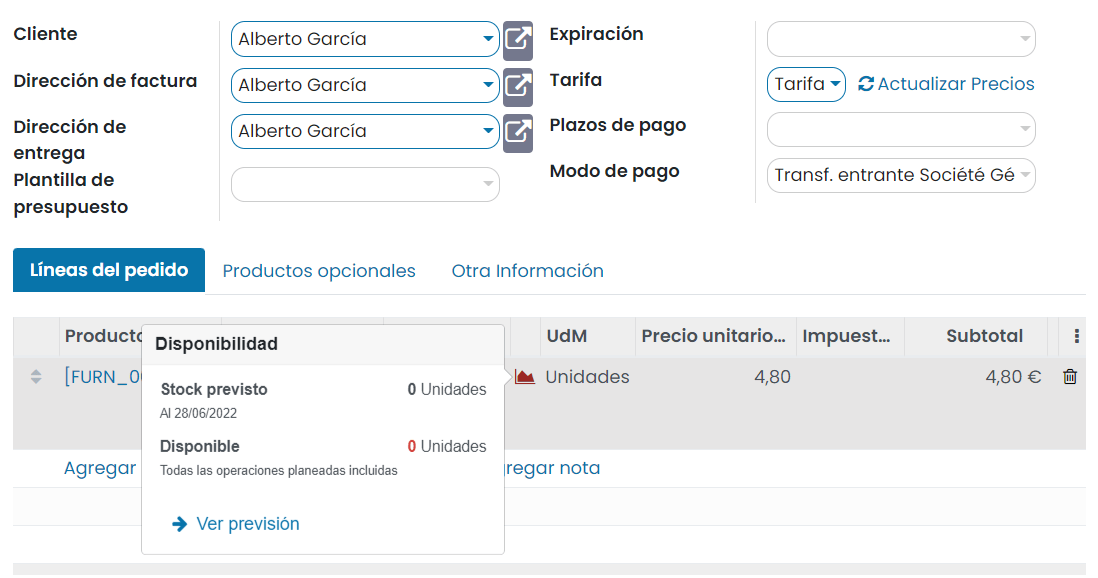 Cliente
Alberto García
Dirección de factura
Alberto García
Dirección de
entrega
Alberto García
Plantilla de
presupuesto
Expiración
Tarifa
Tarifa
Actualizar Precios
Plazos de pago
Modo de pago
Transf. entrante Société Gé
Líneas del pedido
Productos opcionales
Otra Información
UdM
Precio unitario...
Impuest...
Subtotal
Disponibilidad
Stock previsto
0 Unidades
Al 28/06/2022
Disponible
0 Unidades
Todas las operaciones planeadas incluidas
Ver previsión
Unidades
4,80
4,80 €
Agregar
nota